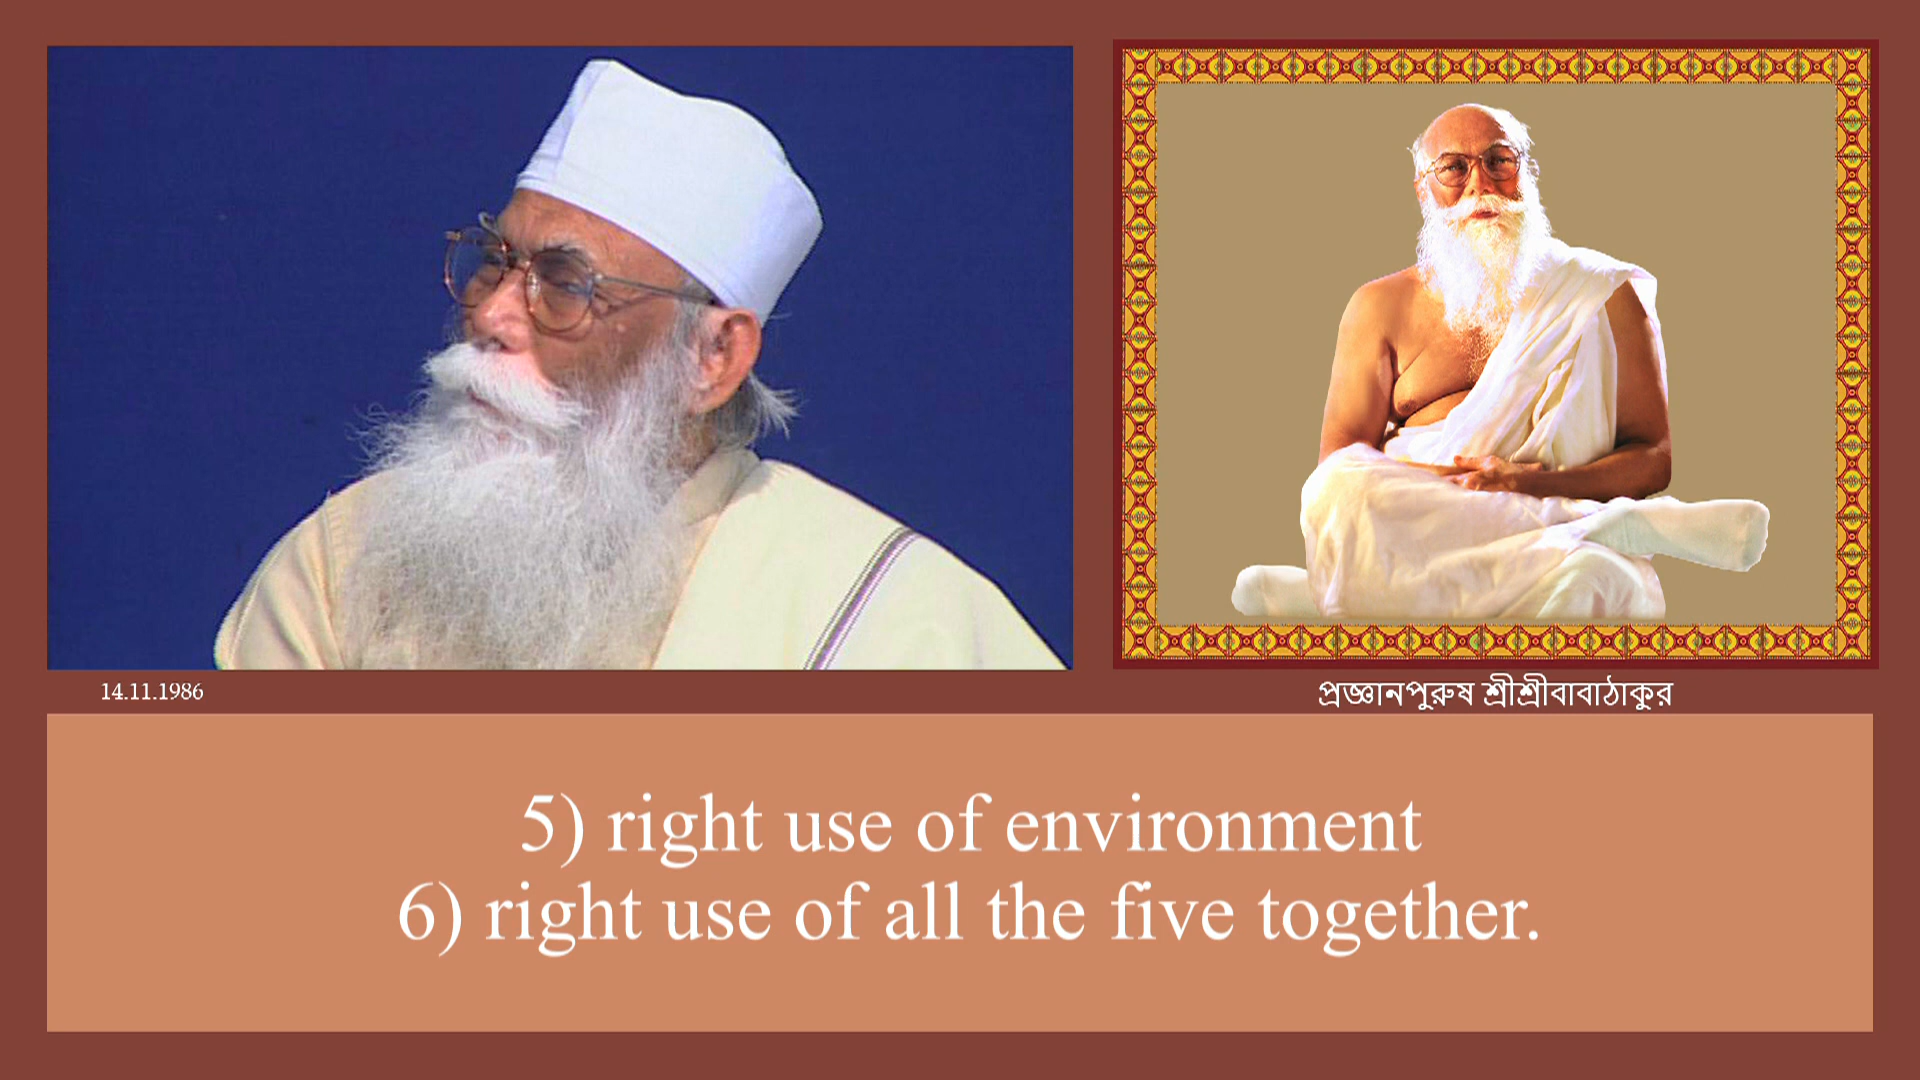 14.11.1986
প্রজ্ঞানপুরুষ শ্রীশ্রীবাবাঠাকুর
5) right use of environment
6) right use of all the five together.